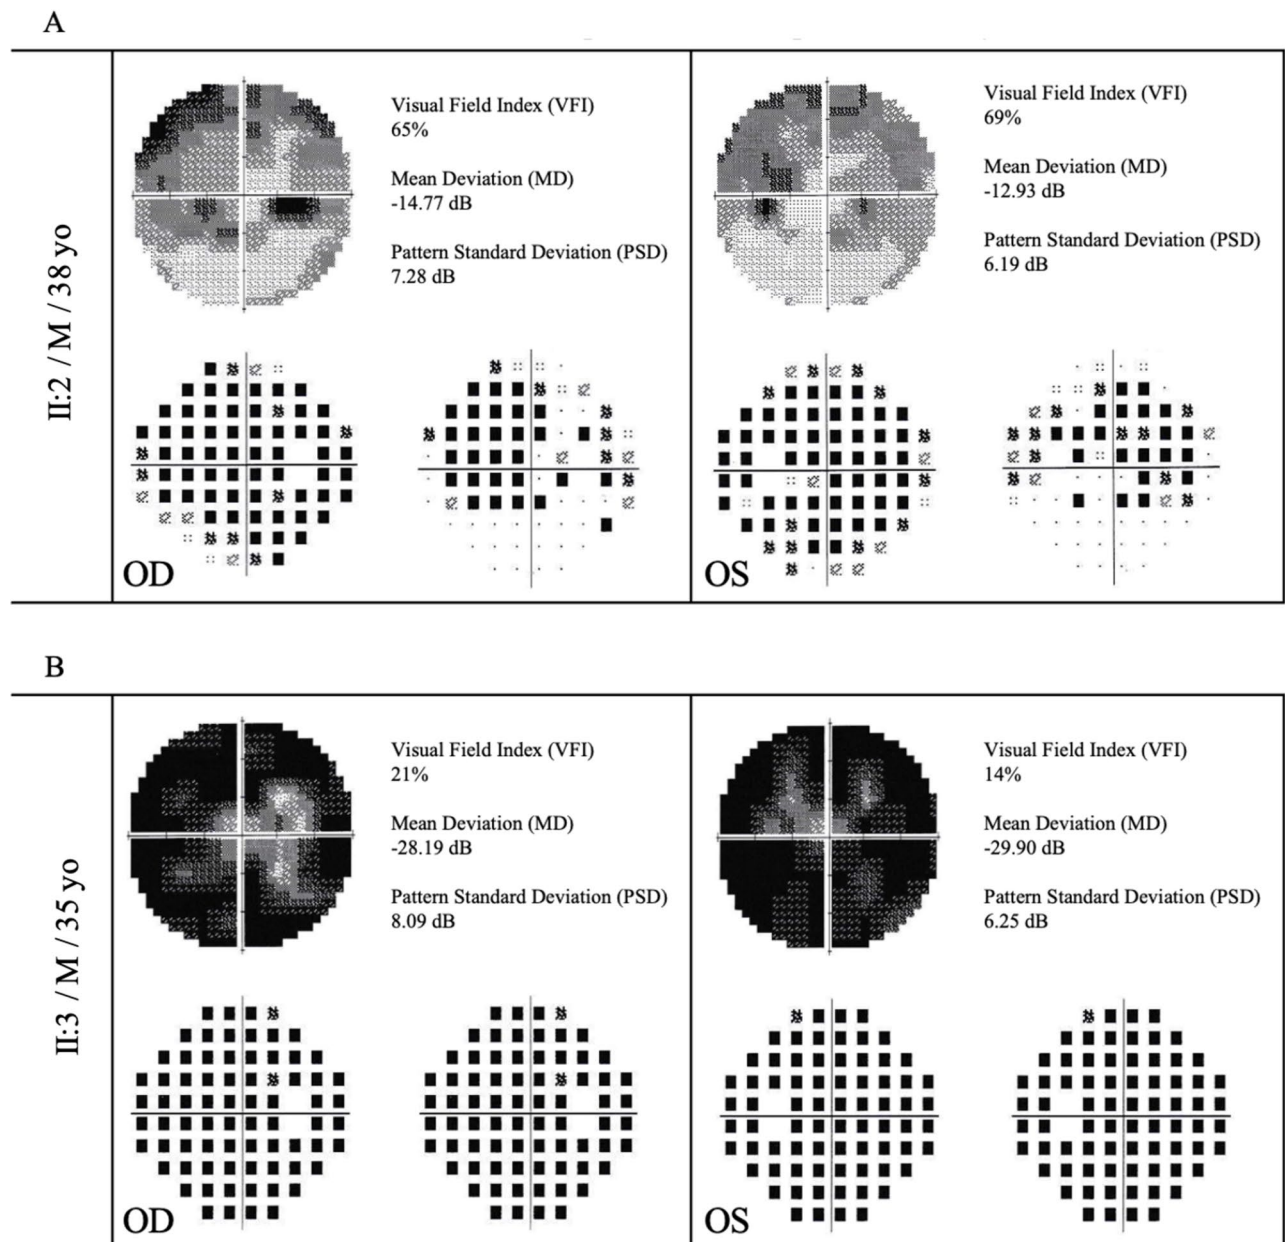 A
II:2 / M / 38 yo
Visual Field Index (VFI)
65%
Mean Deviation (MD)
-14.77 dB
Pattern Standard Deviation (PSD)
7.28 dB
OD
Visual Field Index (VFI)
69%
Mean Deviation (MD)
-12.93 dB
Pattern Standard Deviation (PSD)
6.19 dB
OS
B
II:3 / M / 35 yo
Visual Field Index (VFI)
21%
Mean Deviation (MD)
-28.19 dB
Pattern Standard Deviation (PSD)
8.09 dB
OD
Visual Field Index (VFI)
14%
Mean Deviation (MD)
-29.90 dB
Pattern Standard Deviation (PSD)
6.25 dB
OS